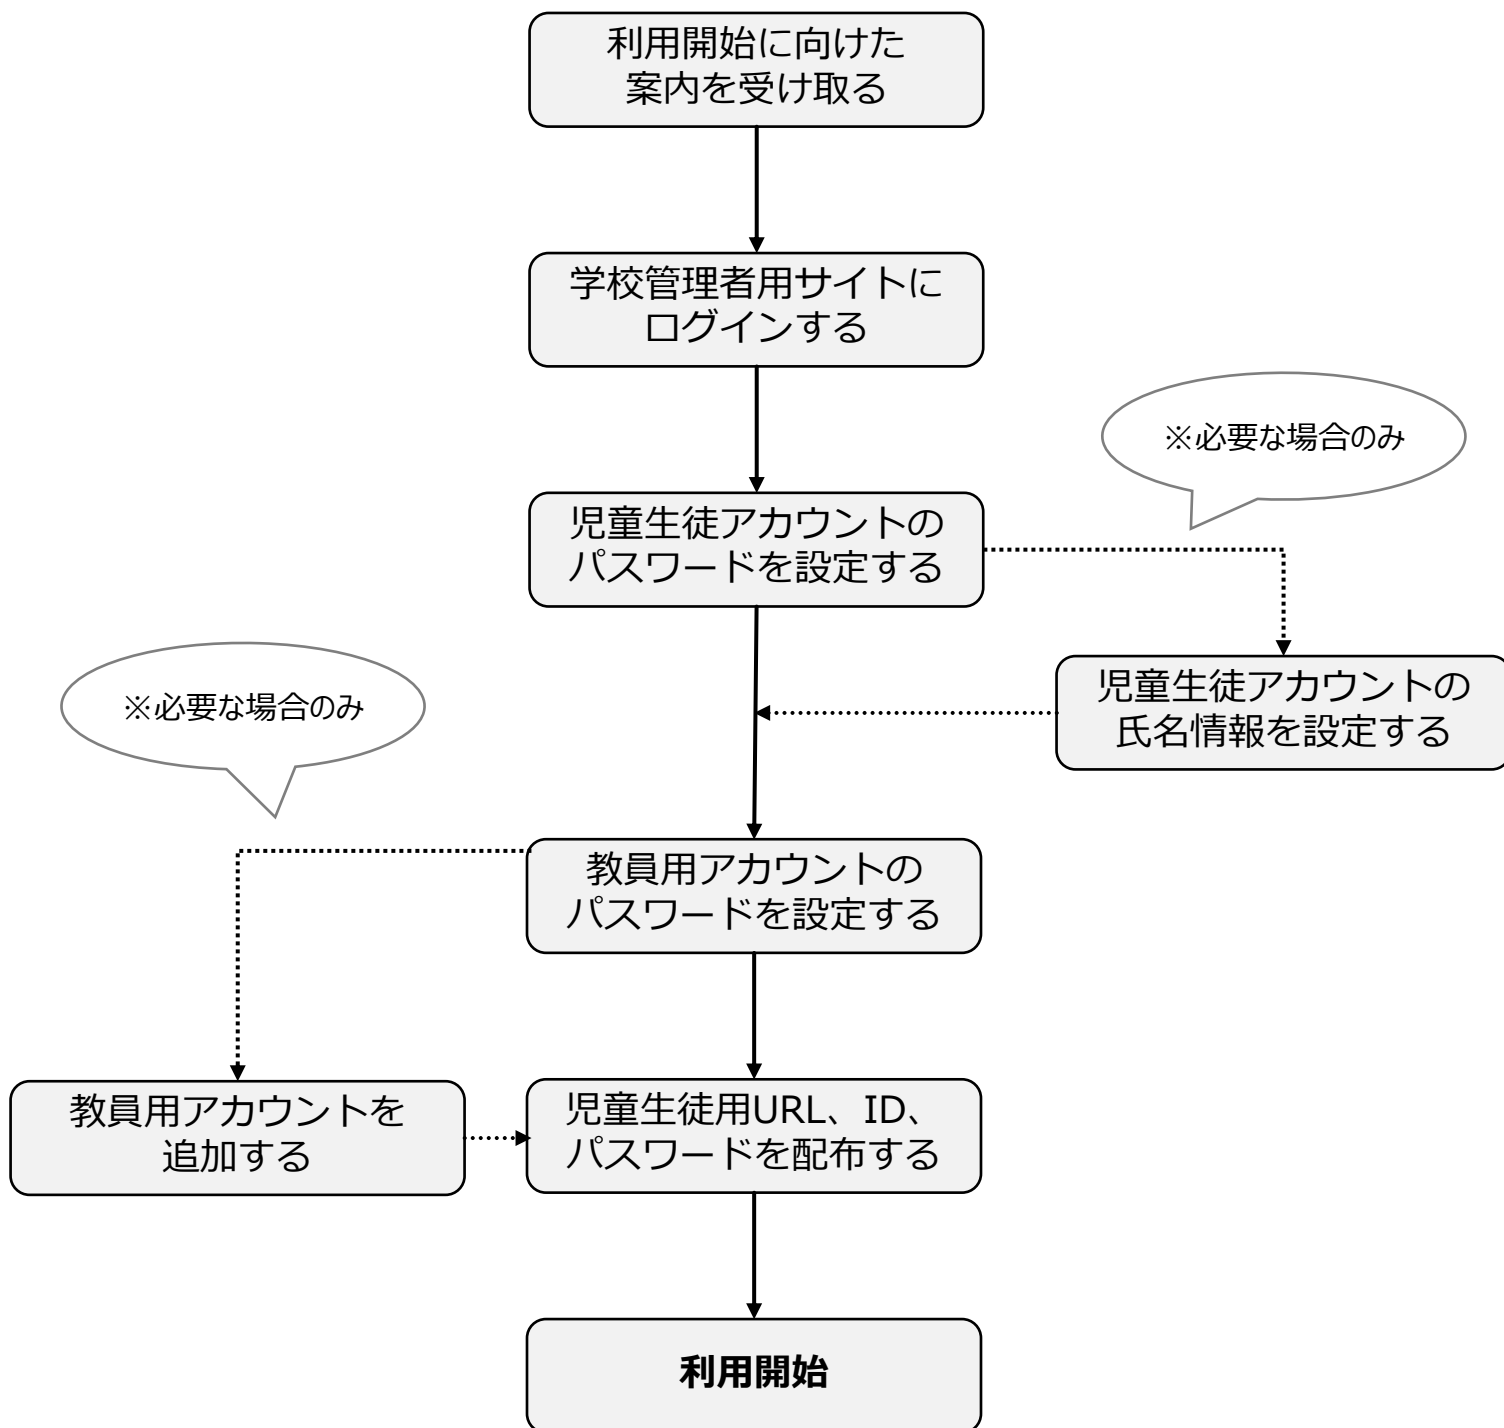 利用開始に向けた
案内を受け取る
学校管理者用サイトに
ログインする
※必要な場合のみ
児童生徒アカウントの
パスワードを設定する
児童生徒アカウントの
氏名情報を設定する
※必要な場合のみ
教員用アカウントの
パスワードを設定する
教員用アカウントを
追加する
児童生徒用URL、ID、
パスワードを配布する
利用開始